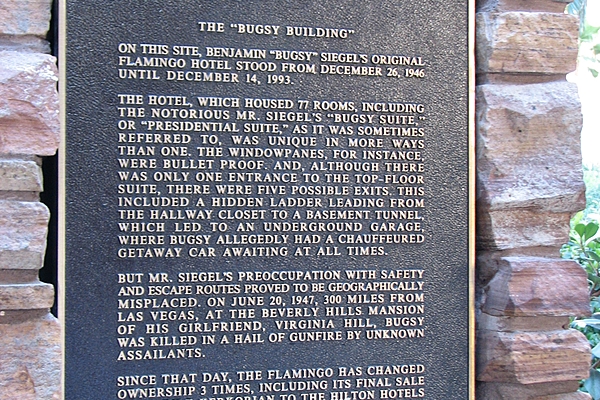 THE "BUGSY BUILDING"
ON THIS SITE, BENJAMIN "BUGSY" SIEGEL'S ORIGINAL
FLAMINGO HOTEL STOOD FROM DECEMBER 26, 1946
UNTIL DECEMBER 14, 1993.
THE HOTEL, WHICH HOUSED 77 ROOMS, INCLUDING
THE NOTORIOUS MR. SIEGEL'S "BUGSY SUITE,"
OR "PRESIDENTIAL SUITE," AS IT WAS SOMETIMES
REFERRED TO, WAS UNIQUE IN MORE WAYS
THAN ONE. THE WINDOWPANES, FOR INSTANCE,
WERE BULLET PROOF. AND, ALTHOUGH THERE
WAS ONLY ONE ENTRANCE TO THE TOP-FLOOR
SUITE, THERE WERE FIVE POSSIBLE EXITS. THIS
INCLUDED A HIDDEN LADDER LEADING FROM
THE HALLWAY CLOSET TO A BASEMENT TUNNEL,
WHICH LED TO AN UNDERGROUND GARAGE,
WHERE BUGSY ALLEGEDLY HAD A CHAUFFEURED
GETAWAY CAR AWAITING AT ALL TIMES.
BUT MR. SIEGEL'S PREOCCUPATION WITH SAFETY
AND ESCAPE ROUTES PROVED TO BE GEOGRAPHICALLY
MISPLACED. ON JUNE 20, 1947, 300 MILES FROM
LAS VEGAS, AT THE BEVERLY HILLS MANSION
OF HIS GIRLFRIEND, VIRGINIA HILL, BUGSY
WAS KILLED IN A HAIL OF GUNFIRE BY UNKNOWN
ASSAILANTS.
SINCE THAT DAY, THE FLAMINGO HAS CHANGED
OWNERSHIP 3 TIMES, INCLUDING ITS FINAL SALE
KERKORIAN TO THE HILTON HOTELS